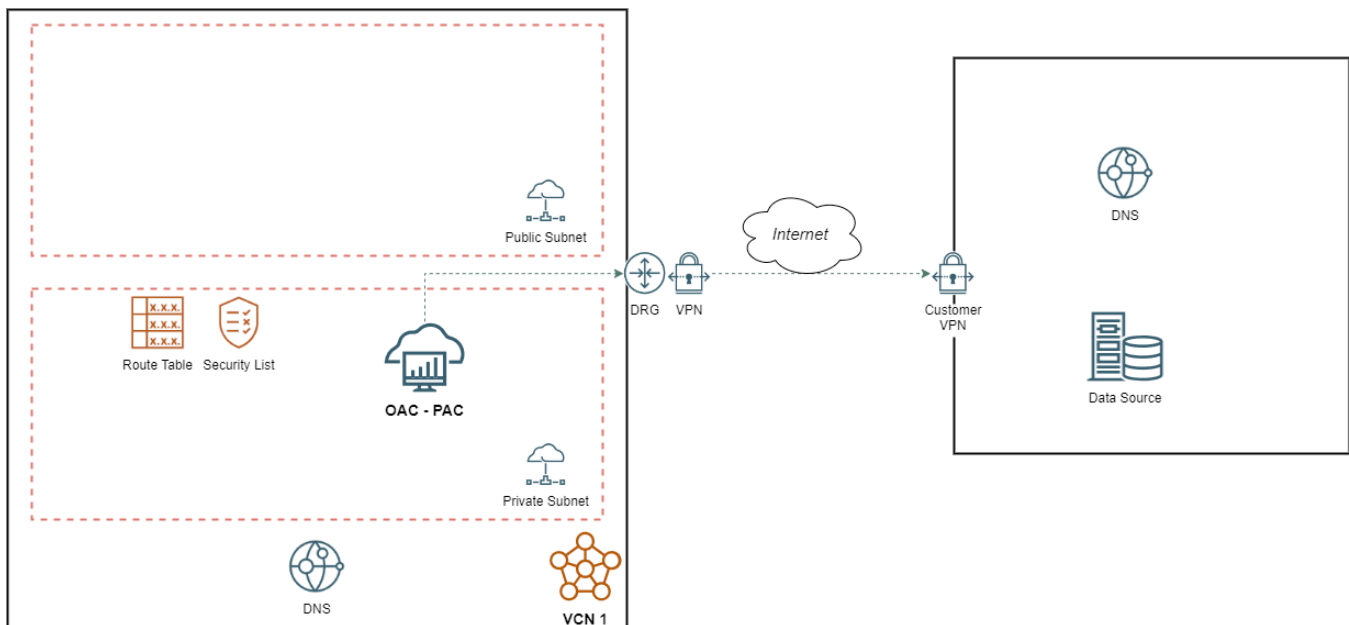 Public Subnet
Internet
DNS
DRG
VPN
Customer
VPN
x.x.x.
x.x.x.
x.x.x.
Route Table
Security List
OAC - PAC
Data Source
Private Subnet
DNS
VCN 1